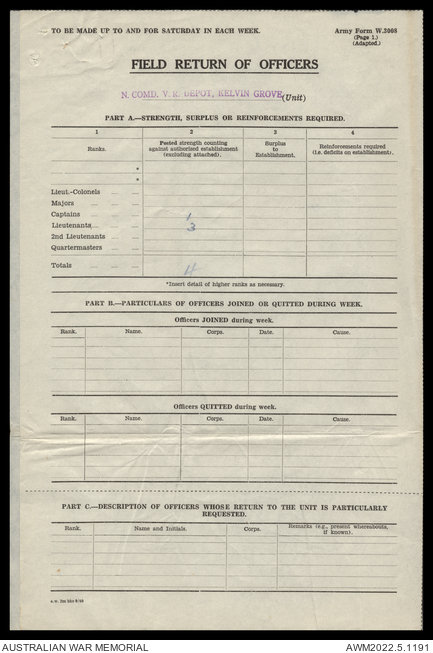 TO BE MADE UP TO AND FOR SATURDAY IN EACH WEEK.
Army Form W.3008
(Page 1.)
(Adapted.)
FIELD RETURN OF OFFICERS
N. COMD. V. R. DEPOT, KELVIN GROVE (Unit)
PART A.—STRENGTH, SURPLUS OR REINFORCEMENTS REQUIRED.
1 2 3 4
Ranks. Posted strength counting against authorized establishment (excluding attached). Surplus to Establishment. Reinforcements required (i.e. deficits on establishment).
*
*
Lieut.-Colonels
Majors
Captains 1
Lieutenants 3
2nd Lieutenants
Quartermasters
Totals 4
*Insert detail of higher ranks as necessary.
PART B.—PARTICULARS OF OFFICERS JOINED OR QUITTED DURING WEEK.
Officers JOINED during week.
Rank. Name. Corps. Date. Cause.
Officers QUITTED during week.
Rank. Name. Corps. Date. Cause.
PART C.—DESCRIPTION OF OFFICERS WHOSE RETURN TO THE UNIT IS PARTICULARLY
REQUESTED.
Rank. Name and Initials. Corps. Remarks (e.g., present whereabouts, if known).
AUSTRALIAN WAR MEMORIAL AWM2022.5.1191